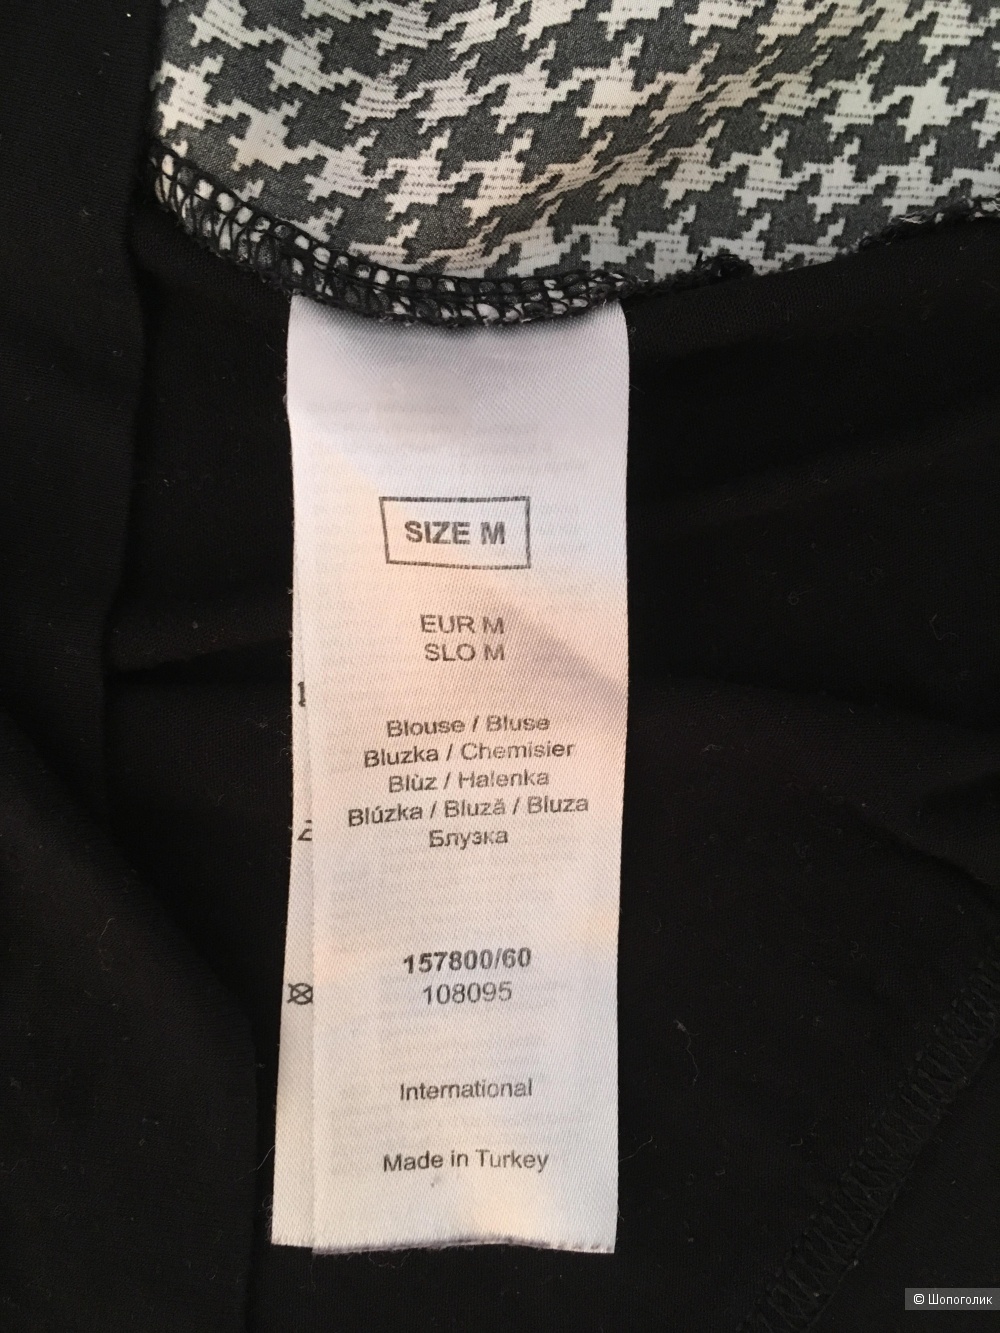 SIZE M
EUR M
SLO M
Blouse / Bluse
Bluzka / Chemisier
Blùz / Halenka
Blúzka / Bluză / Bluza
Блузка
157800/60
108095
International
Made in Turkey
© Шопоголик